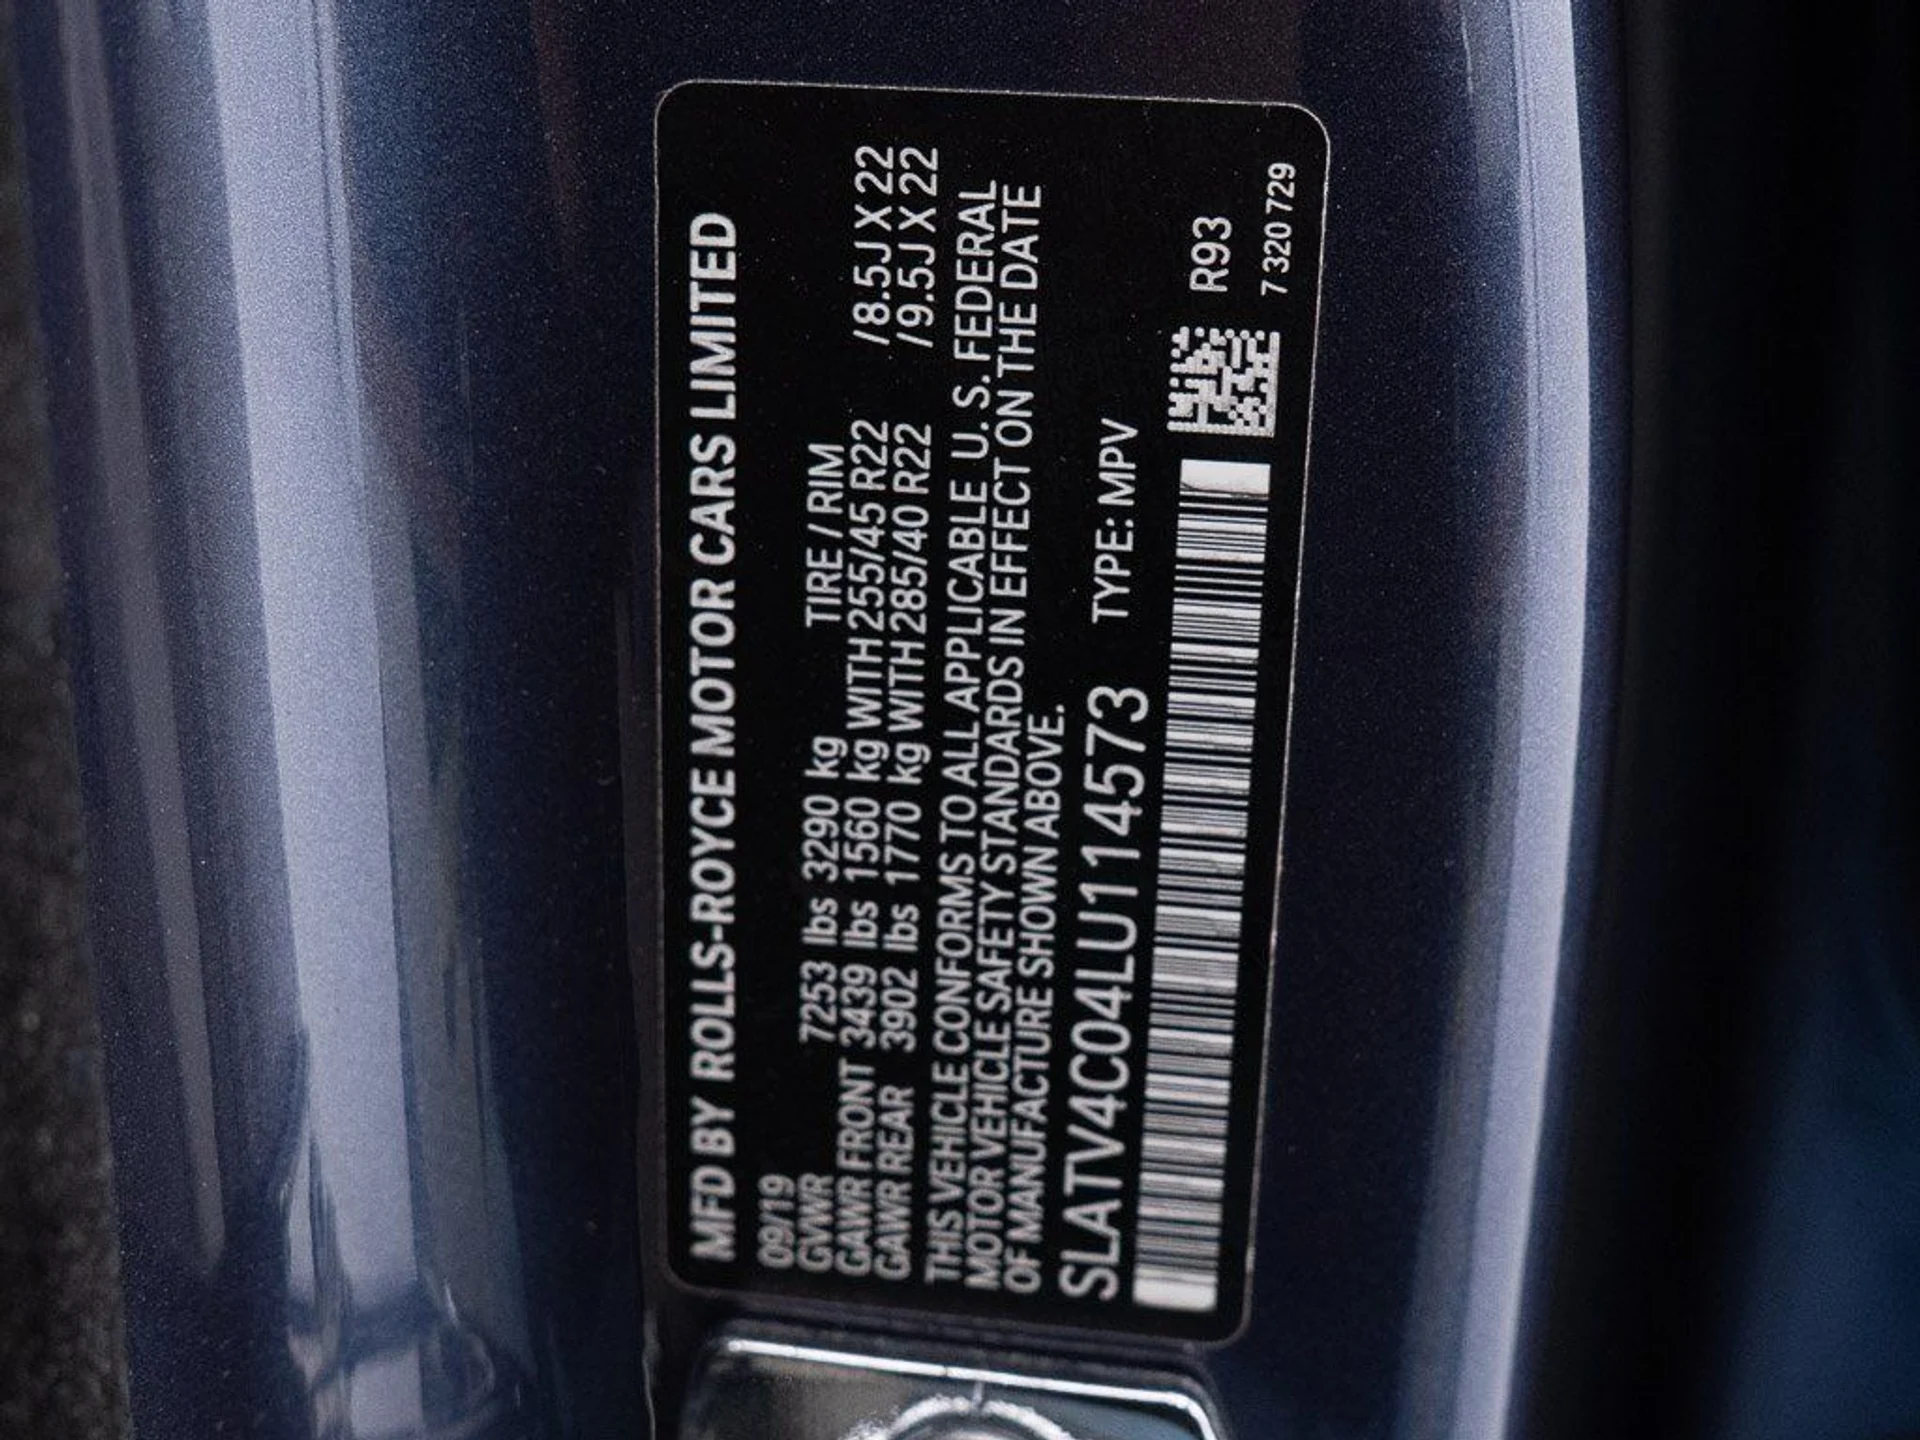 MFD BY ROLLS-ROYCE MOTOR CARS LIMITED
09/19 TIRE / RIM
GVWR 7253 lbs 3290 kg
GAWR FRONT 3439 lbs 1560 kg WITH 255/45 R22 /8.5J X 22
GAWR REAR 3902 lbs 1770 kg WITH 285/40 R22 /9.5J X 22
THIS VEHICLE CONFORMS TO ALL APPLICABLE U.S. FEDERAL
MOTOR VEHICLE SAFETY STANDARDS IN EFFECT ON THE DATE
OF MANUFACTURE SHOWN ABOVE.
SLATV4C04LU114573 TYPE: MPV
R93
7 320 729